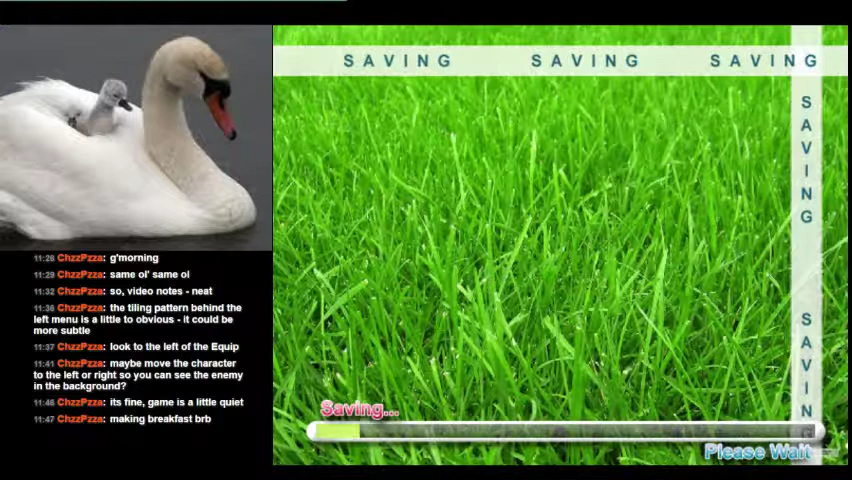 SAVING SAVING SAVING
SAVING
SAVING
11:26 ChzzPzza: g'morning
11:29 ChzzPzza: same ol' same ol
11:32 ChzzPzza: so, video notes - neat
11:36 ChzzPzza: the tiling pattern behind the
left menu is a little to obvious - it could be
more subtle
11:37 ChzzPzza: look to the left of the Equip
11:41 ChzzPzza: maybe move the character
to the left or right so you can see the enemy
in the background?
11:46 ChzzPzza: its fine, game is a little quiet
11:47 ChzzPzza: making breakfast brb
Saving...
Please Wait